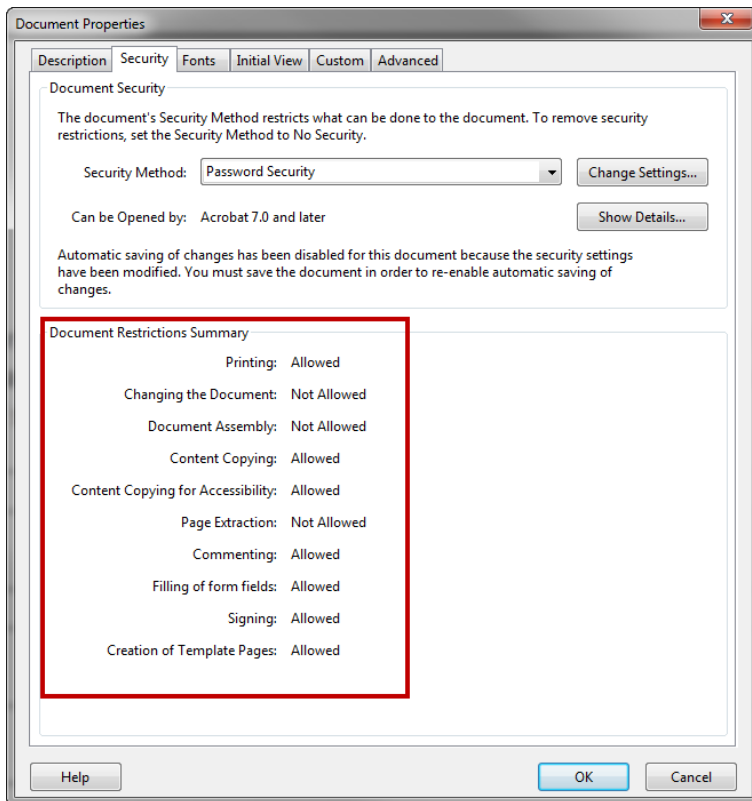 Document Properties
Description Security Fonts Initial View Custom Advanced
Document Security
The document's Security Method restricts what can be done to the document. To remove security
restrictions, set the Security Method to No Security.
Security Method: Password Security Change Settings...
Can be Opened by: Acrobat 7.0 and later Show Details...
Automatic saving of changes has been disabled for this document because the security settings
have been modified. You must save the document in order to re-enable automatic saving of
changes.
Document Restrictions Summary
Printing: Allowed
Changing the Document: Not Allowed
Document Assembly: Not Allowed
Content Copying: Allowed
Content Copying for Accessibility: Allowed
Page Extraction: Not Allowed
Commenting: Allowed
Filling of form fields: Allowed
Signing: Allowed
Creation of Template Pages: Allowed
Help OK Cancel